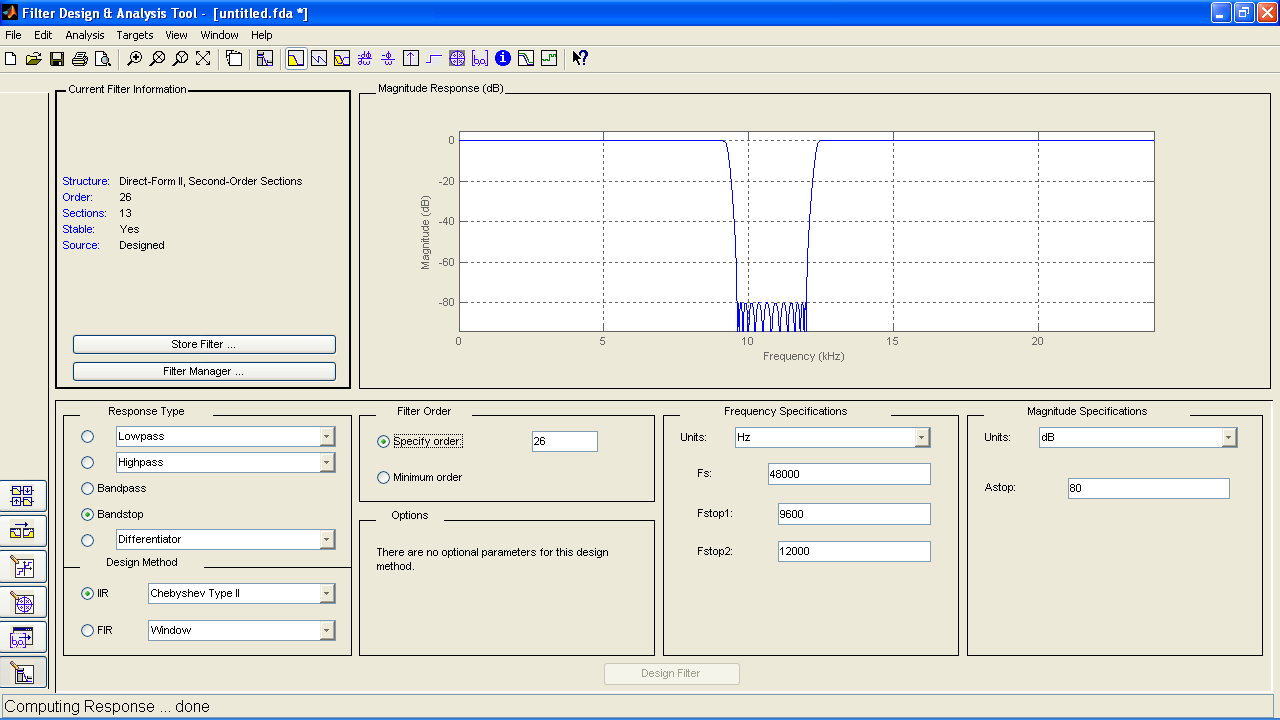 Filter Design & Analysis Tool - [untitled.fda *]
File Edit Analysis Targets View Window Help
Current Filter Information
Structure: Direct-Form II, Second-Order Sections
Order: 26
Sections: 13
Stable: Yes
Source: Designed
Store Filter ...
Filter Manager ...
Magnitude Response (dB)
0
-20
-40
-60
-80
Magnitude (dB)
0 5 10 15 20
Frequency (kHz)
Response Type
Lowpass
Highpass
Bandpass
Bandstop
Differentiator
Design Method
IIR Chebyshev Type II
FIR Window
Filter Order
Specify order: 26
Minimum order
Options
There are no optional parameters for this design
method.
Frequency Specifications
Units: Hz
Fs: 48000
Fstop1: 9600
Fstop2: 12000
Magnitude Specifications
Units: dB
Astop: 80
Design Filter
Computing Response ... done